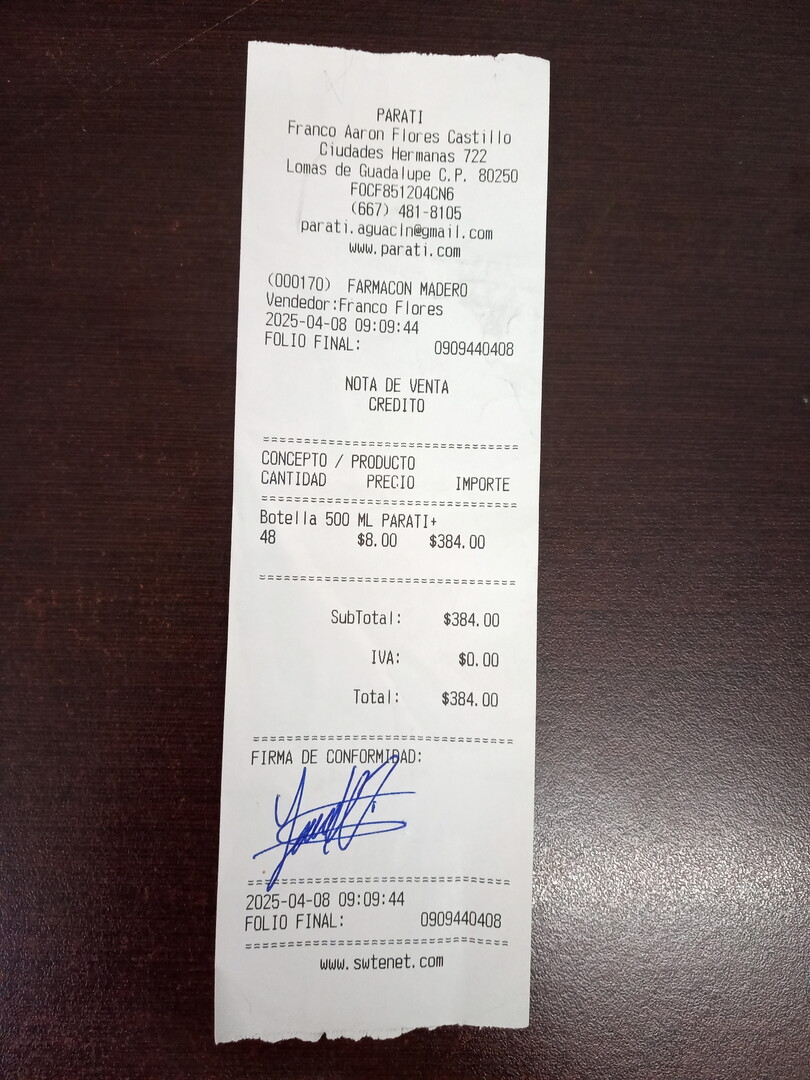 PARATI
Franco Aaron Flores Castillo
Ciudades Hermanas 722
Lomas de Guadalupe C.P. 80250
FOCF851204CN6
(667) 481-8105
parati.aguacln@gmail.com
www.parati.com
(000170) FARMACON MADERO
Vendedor:Franco Flores
2025-04-08 09:09:44
FOLIO FINAL: 0909440408
NOTA DE VENTA
CREDITO
CONCEPTO / PRODUCTO
CANTIDAD PRECIO IMPORTE
Botella 500 ML PARATI+
48 $8.00 $384.00
SubTotal: $384.00
IVA: $0.00
Total: $384.00
FIRMA DE CONFORMIDAD:
2025-04-08 09:09:44
FOLIO FINAL: 0909440408
www.swtenet.com